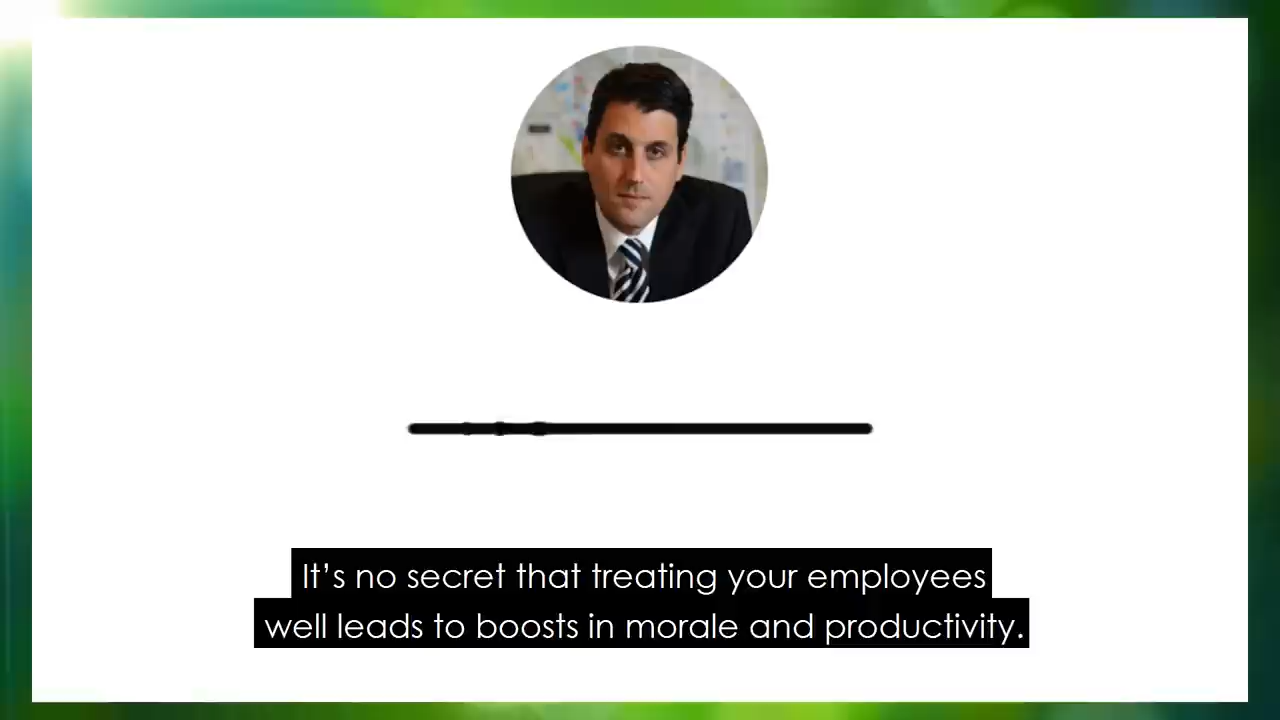 It’s no secret that treating your employees
well leads to boosts in morale and productivity.